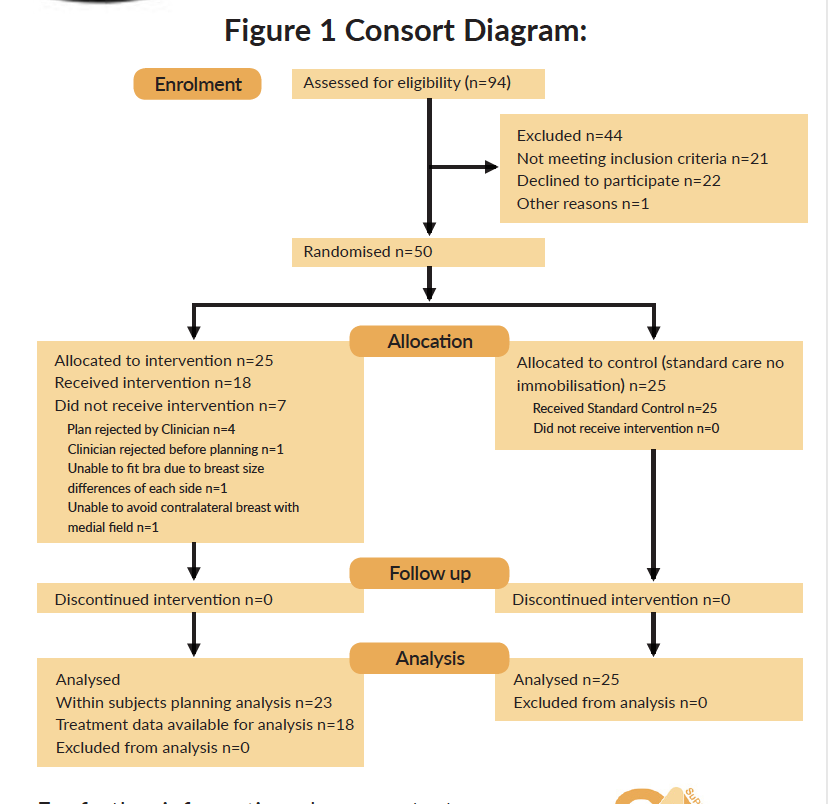 Figure 1 Consort Diagram:
Enrolment
Assessed for eligibility (n=94)
Excluded n=44
Not meeting inclusion criteria n=21
Declined to participate n=22
Other reasons n=1
Randomised n=50
Allocation
Allocated to intervention n=25
Received intervention n=18
Did not receive intervention n=7
Plan rejected by Clinician n=4
Clinician rejected before planning n=1
Unable to fit bra due to breast size
differences of each side n=1
Unable to avoid contralateral breast with
medial field n=1
Allocated to control (standard care no
immobilisation) n=25
Received Standard Control n=25
Did not receive intervention n=0
Follow up
Discontinued intervention n=0
Discontinued intervention n=0
Analysis
Analysed
Within subjects planning analysis n=23
Treatment data available for analysis n=18
Excluded from analysis n=0
Analysed n=25
Excluded from analysis n=0